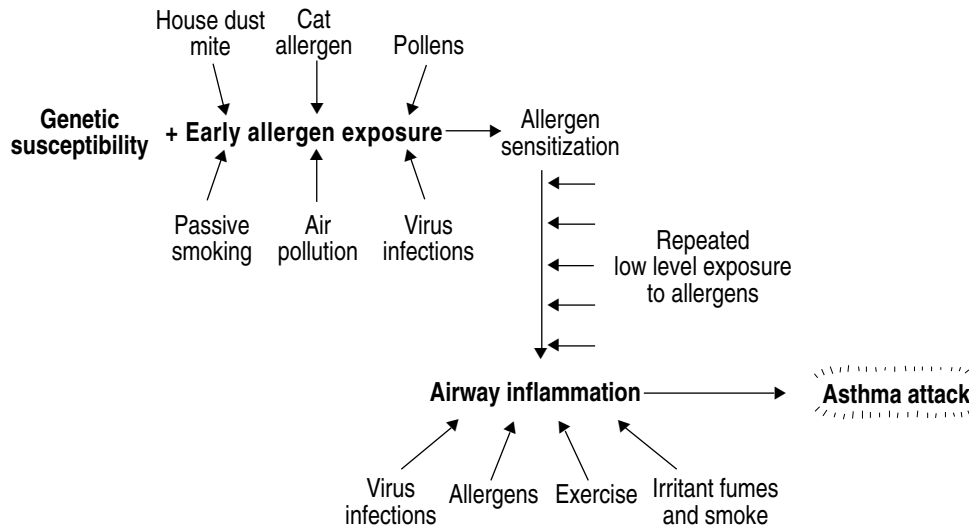 House dust
mite
Cat
allergen
Pollens
Genetic
susceptibility
+ Early allergen exposure
Allergen
sensitization
Passive
smoking
Air
pollution
Virus
infections
Repeated
low level exposure
to allergens
Airway inflammation
Asthma attack
Virus
infections
Allergens
Exercise
Irritant fumes
and smoke